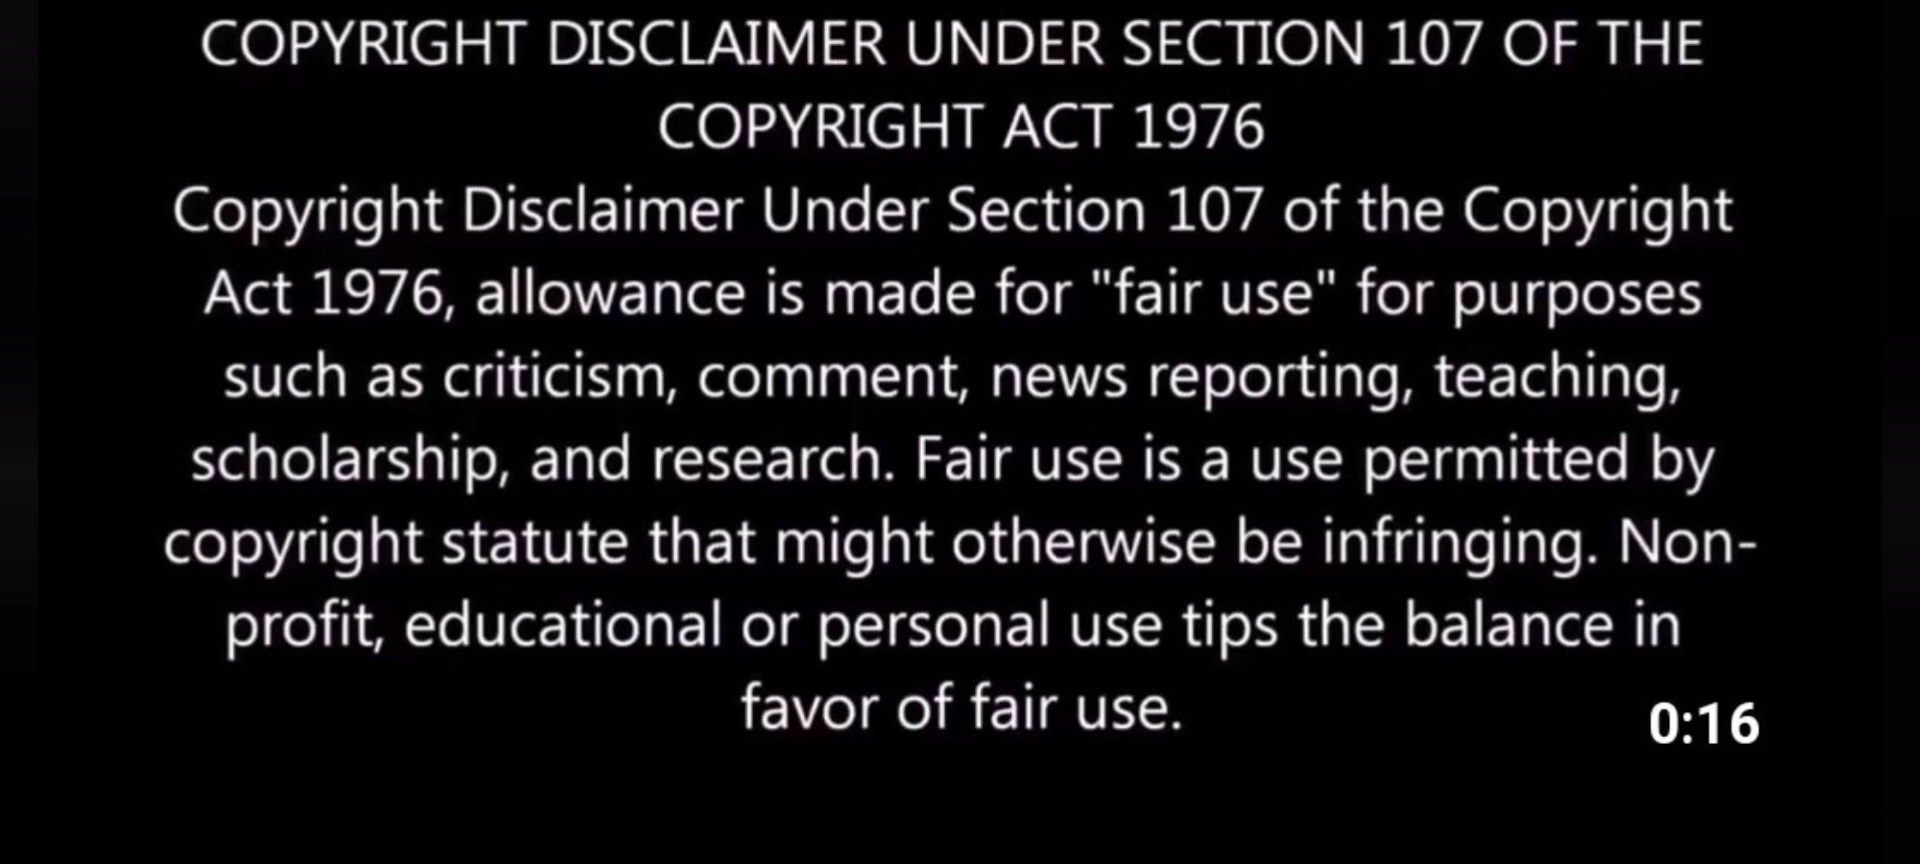 COPYRIGHT DISCLAIMER UNDER SECTION 107 OF THE
COPYRIGHT ACT 1976
Copyright Disclaimer Under Section 107 of the Copyright
Act 1976, allowance is made for "fair use" for purposes
such as criticism, comment, news reporting, teaching,
scholarship, and research. Fair use is a use permitted by
copyright statute that might otherwise be infringing. Non-
profit, educational or personal use tips the balance in
favor of fair use.
0:16